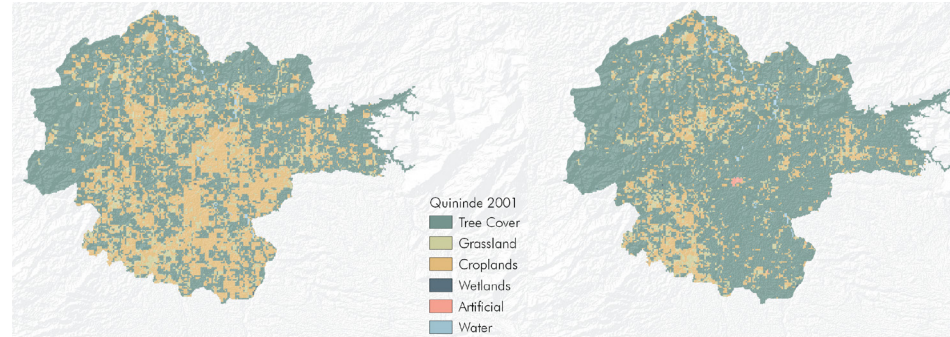 Quininde 2001
Tree Cover
Grassland
Croplands
Wetlands
Artificial
Water